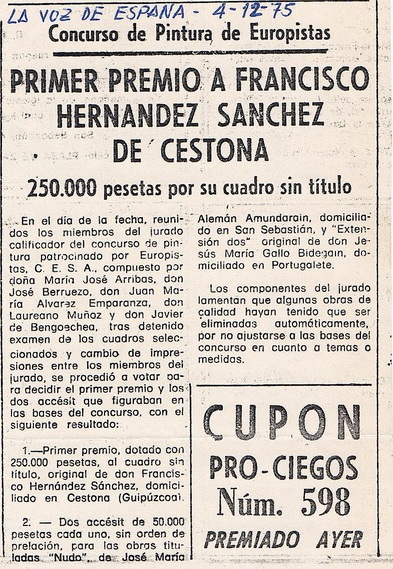 LA VOZ DE ESPAÑA - 4-12-75
Concurso de Pintura de Europistas
PRIMER PREMIO A FRANCISCO
HERNANDEZ SANCHEZ
DE CESTONA
250.000 pesetas por su cuadro sin título
En el día de la fecha, reuni-
dos los miembros del jurado
calificador del concurso de pin-
tura patrocinado por Europis-
tas, C. E. S. A., compuesto por
doña María José Arribas, don
José Berruezo, don Juan Ma-
ría Alvarez Emparanza, don
Laureano Muñoz y don Javier
de Bengoechea, tras detenido
examen de los cuadros selec-
cionados y cambio de impre-
siones entre los miembros del
jurado, se procedió a votar pa-
ra decidir el primer premio y los
dos accésit que figuraban en
las bases del concurso, con el
siguiente resultado:
1.—Primer premio, dotado con
250.000 pesetas, al cuadro sin
título, original de don Francis-
co Hernández Sánchez, domici-
liado en Cestona (Guipúzcoa).
2. — Dos accésit de 50.000
pesetas cada uno, sin orden de
prelación, para las obras titu-
ladas "Nudo", de José María
Alemán Amundarain, domicilia-
do en San Sebastián, y "Exten-
sión dos" original de don Je-
sús María Gallo Bidegain, do-
miciliado en Portugalete.
Los componentes del jurado
lamentan que algunas obras de
calidad hayan tenido que ser
eliminadas automáticamente,
por no ajustarse a las bases del
concurso en cuanto a temas o
medidas.
CUPON
PRO-CIEGOS
Núm. 598
PREMIADO AYER